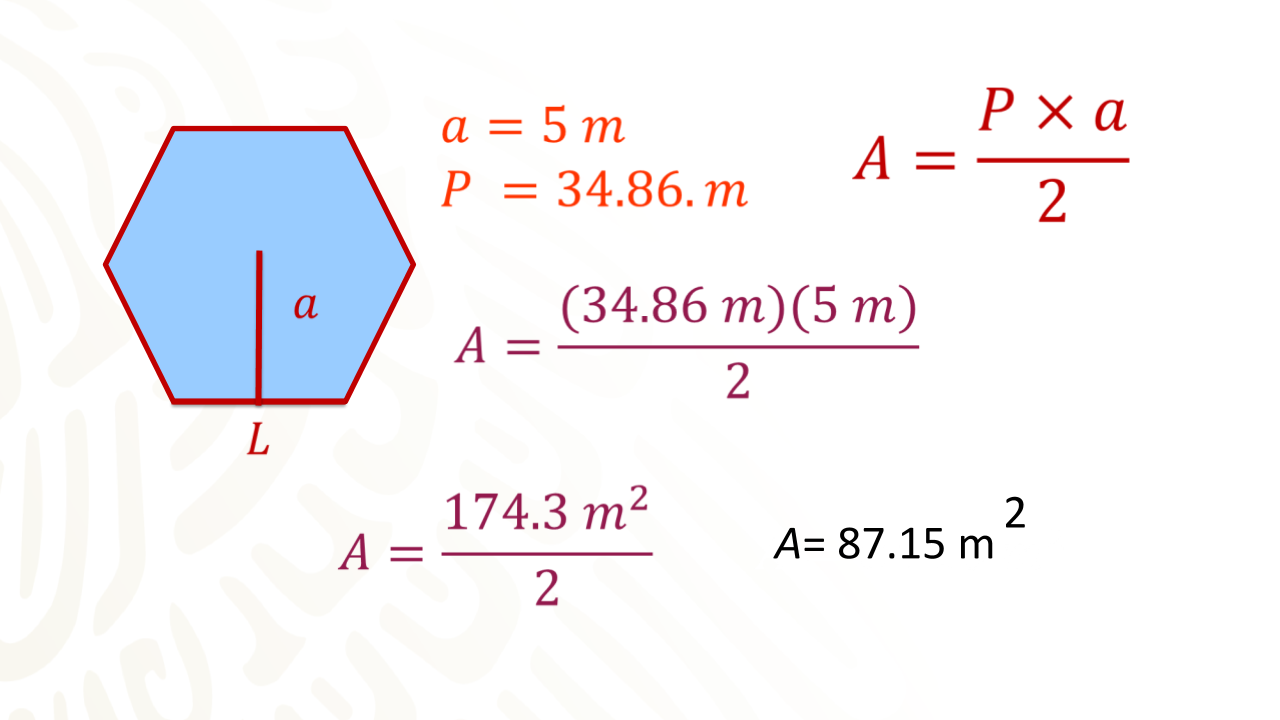 a = 5 m
P = 34.86. m
A = P × a / 2
a
L
A = (34.86 m)(5 m) / 2
A = 174.3 m² / 2
A= 87.15 m 2